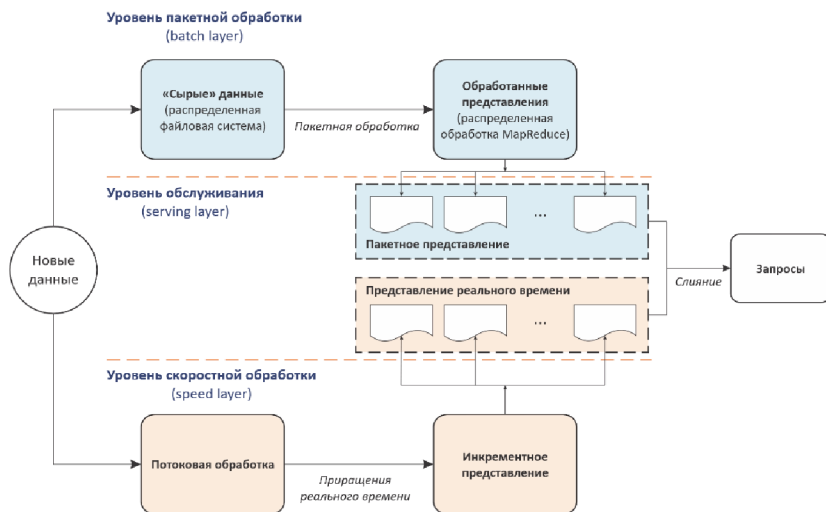 Уровень пакетной обработки
(batch layer)
«Сырые» данные
(распределенная
файловая система)
Пакетная обработка
Обработанные
представления
(распределенная
обработка MapReduce)
Уровень обслуживания
(serving layer)
...
Пакетное представление
Новые
данные
Слияние
Запросы
Представление реального времени
...
Уровень скоростной обработки
(speed layer)
Потоковая обработка
Приращения
реального времени
Инкрементное
представление